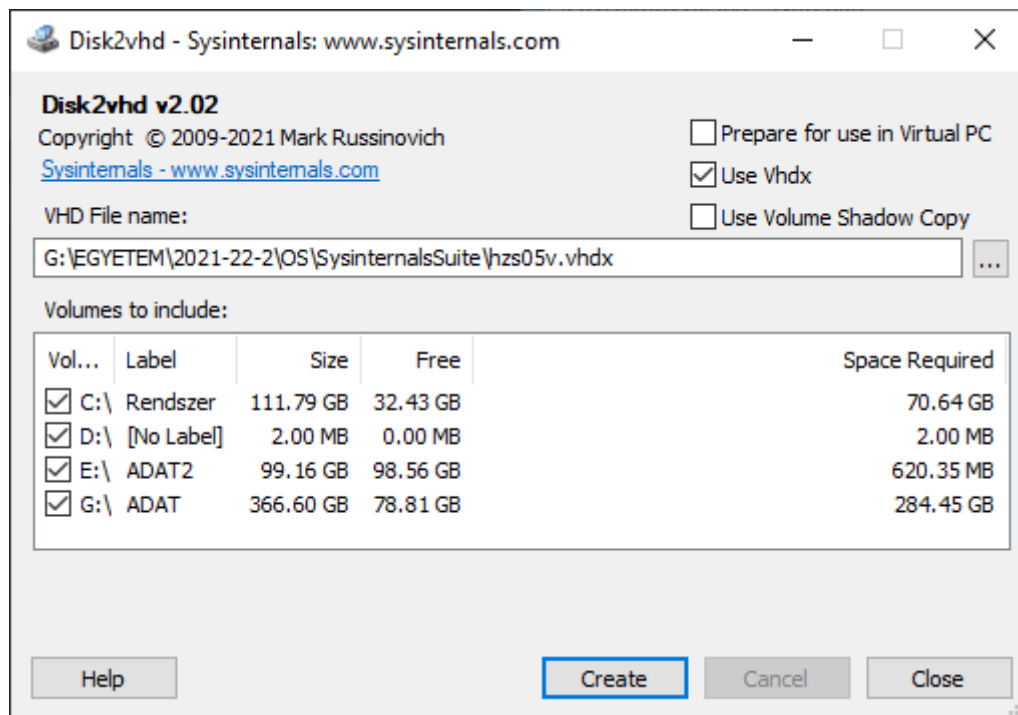 Disk2vhd - Sysinternals: www.sysinternals.com
Disk2vhd v2.02
Copyright © 2009-2021 Mark Russinovich
Sysinternals - www.sysinternals.com
Prepare for use in Virtual PC
Use Vhdx
Use Volume Shadow Copy
VHD File name:
G:\EGYETEM\2021-22-2\OS\SysinternalsSuite\hzs05v.vhdx
...
Volumes to include:
Vol... Label Size Free Space Required
C:\ Rendszer 111.79 GB 32.43 GB 70.64 GB
D:\ [No Label] 2.00 MB 0.00 MB 2.00 MB
E:\ ADAT2 99.16 GB 98.56 GB 620.35 MB
G:\ ADAT 366.60 GB 78.81 GB 284.45 GB
Help Create Cancel Close